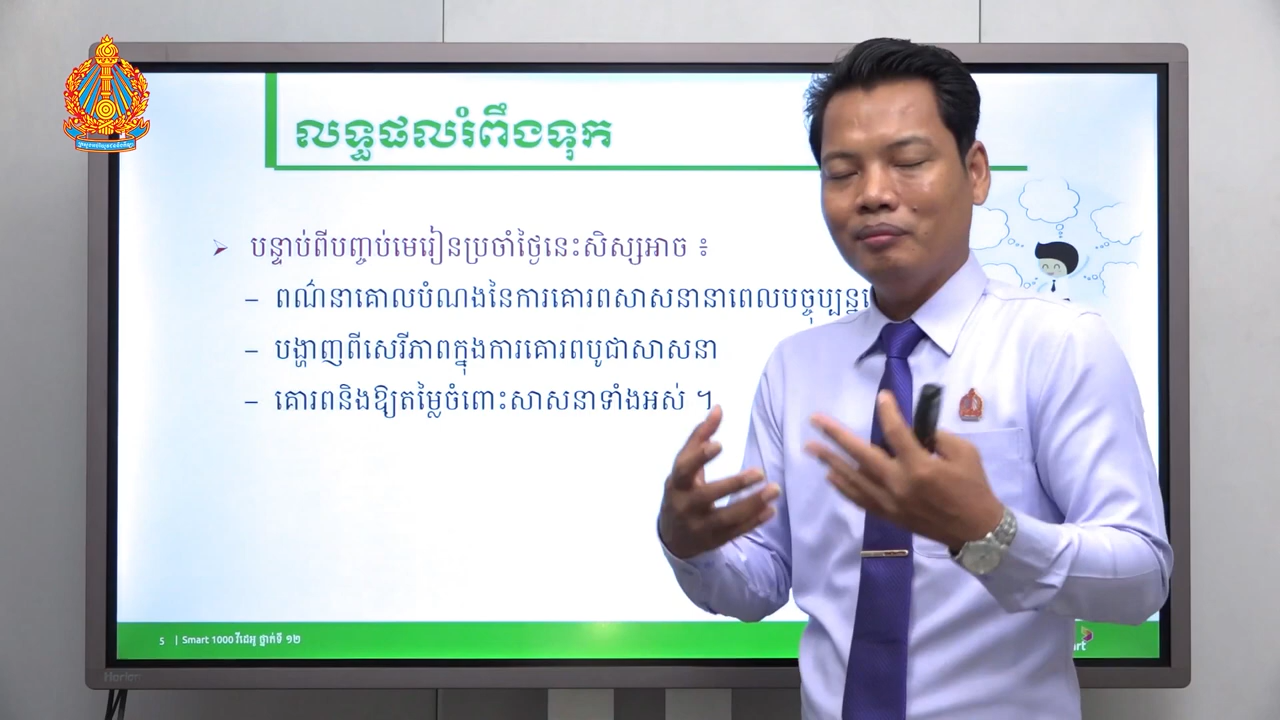 លទ្ធផលរំពឹងទុក
➢ បន្ទាប់ពីបញ្ចប់មេរៀនប្រចាំថ្ងៃនេះសិស្សអាច ៖
– ពណ៌នាគោលបំណងនៃការគោរពសាសនានាពេលបច្ចុប្បន្ន
– បង្ហាញពីសេរីភាពក្នុងការគោរពបូជាសាសនា
– គោរពនិងឱ្យតម្លៃចំពោះសាសនាទាំងអស់ ។
5 | Smart 1000 វីដេអូ ថ្នាក់ទី ១២